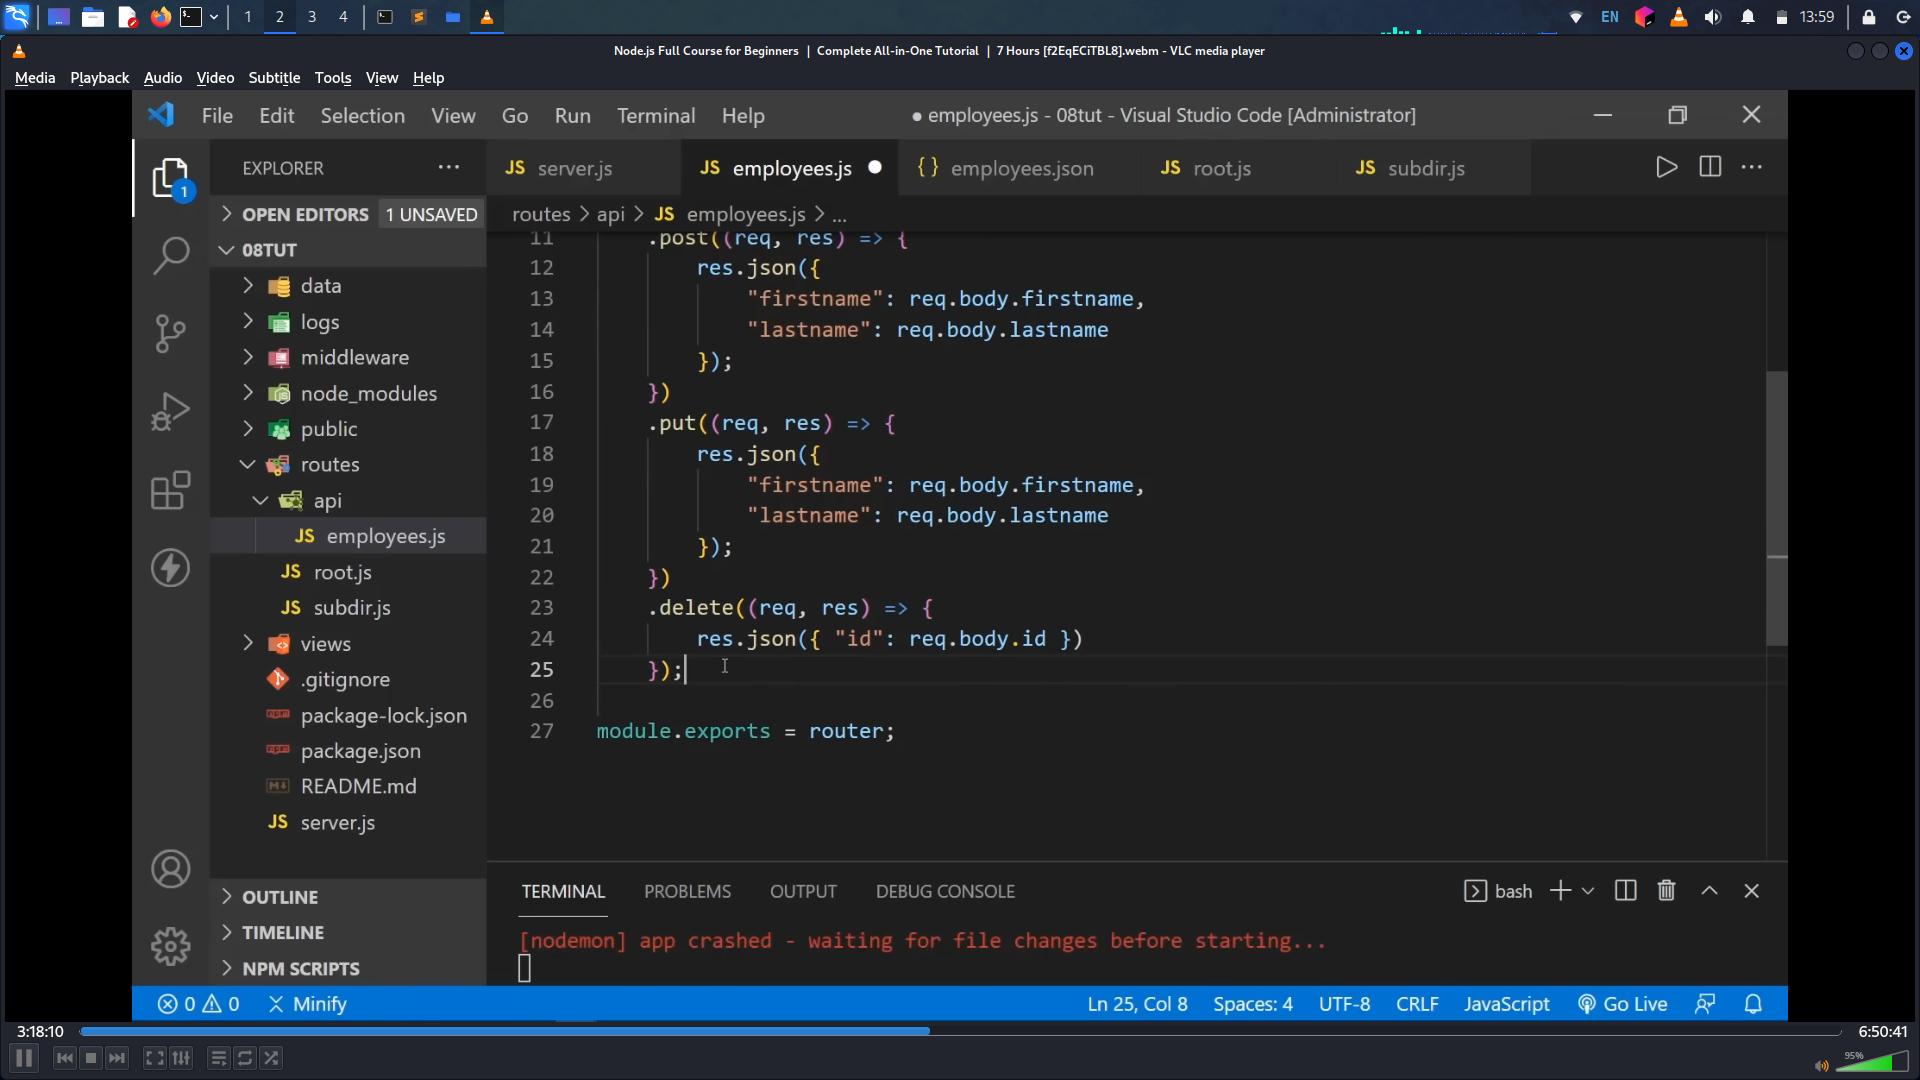 1
2
3
4
EN
13:59
Node.js Full Course for Beginners | Complete All-in-One Tutorial | 7 Hours [f2EqECiTBL8].webm - VLC media player
Media Playback Audio Video Subtitle Tools View Help
File Edit Selection View Go Run Terminal Help
● employees.js - 08tut - Visual Studio Code [Administrator]
1
EXPLORER
OPEN EDITORS 1 UNSAVED
08TUT
data
logs
middleware
node_modules
public
routes
api
JS employees.js
JS root.js
JS subdir.js
views
.gitignore
package-lock.json
package.json
README.md
JS server.js
OUTLINE
TIMELINE
NPM SCRIPTS
JS server.js
JS employees.js
{} employees.json
JS root.js
JS subdir.js
routes > api > JS employees.js > ...
11 .post((req, res) => {
12 res.json({
13 "firstname": req.body.firstname,
14 "lastname": req.body.lastname
15 });
16 })
17 .put((req, res) => {
18 res.json({
19 "firstname": req.body.firstname,
20 "lastname": req.body.lastname
21 });
22 })
23 .delete((req, res) => {
24 res.json({ "id": req.body.id })
25 });
26
27 module.exports = router;
TERMINAL PROBLEMS OUTPUT DEBUG CONSOLE
bash
[nodemon] app crashed - waiting for file changes before starting...
0 0 Minify
Ln 25, Col 8 Spaces: 4 UTF-8 CRLF JavaScript Go Live
3:18:10
6:50:41
95%